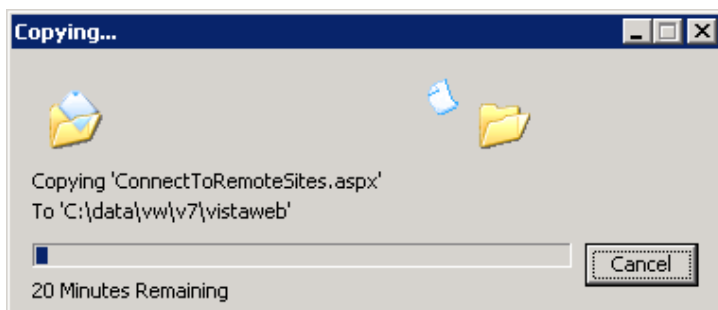 Copying...
Copying 'ConnectToRemoteSites.aspx'
To 'C:\data\vw\v7\vistaweb'
Cancel
20 Minutes Remaining